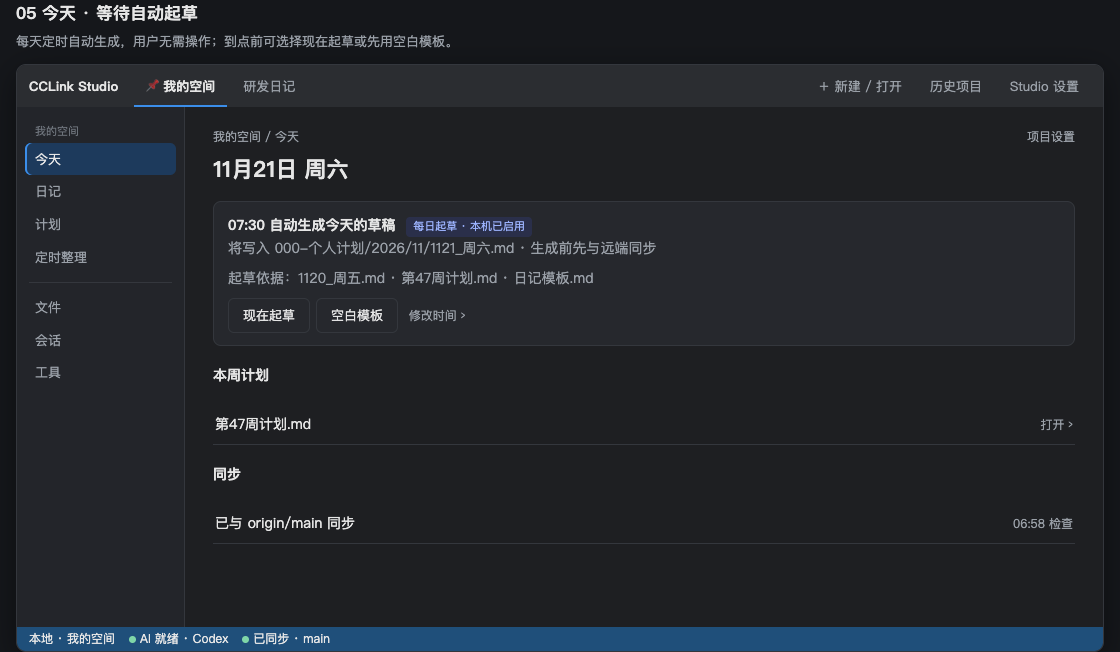 05 今天 · 等待自动起草
每天定时自动生成，用户无需操作；到点前可选择现在起草或先用空白模板。
CCLink Studio
我的空间
研发日记
+ 新建 / 打开
历史项目
Studio 设置
我的空间
今天
日记
计划
定时整理
文件
会话
工具
我的空间 / 今天
项目设置
11月21日 周六
07:30 自动生成今天的草稿
每日起草 · 本机已启用
将写入 000-个人计划/2026/11/1121_周六.md · 生成前先与远端同步
起草依据：1120_周五.md · 第47周计划.md · 日记模板.md
现在起草
空白模板
修改时间 ›
本周计划
第47周计划.md
打开 ›
同步
已与 origin/main 同步
06:58 检查
本地 · 我的空间
AI 就绪 · Codex
已同步 · main